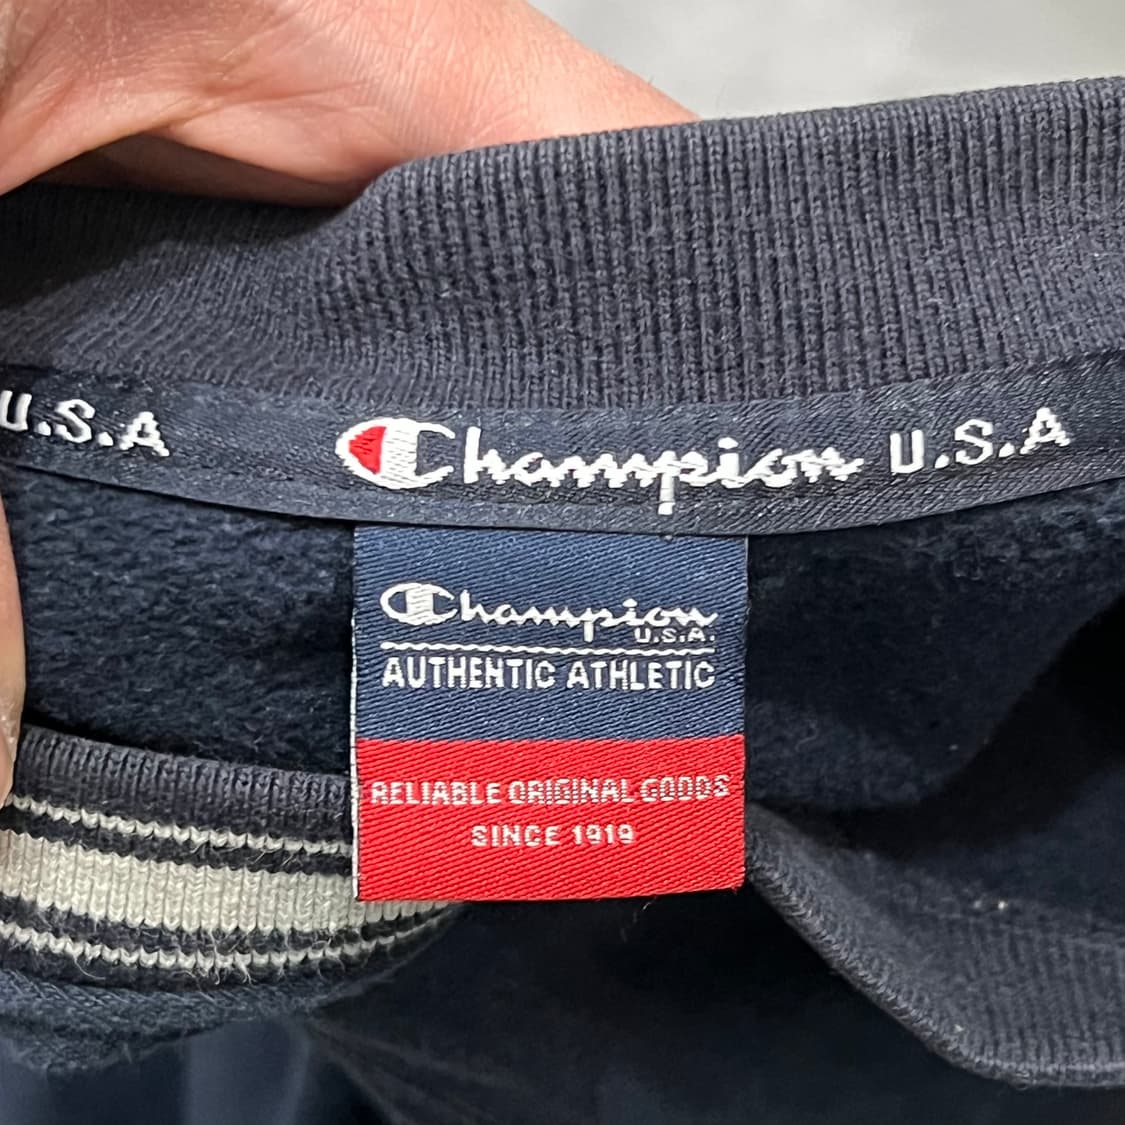 U.S.A
Champion U.S.A
Champion
U.S.A.
AUTHENTIC ATHLETIC
RELIABLE ORIGINAL GOODS
SINCE 1919